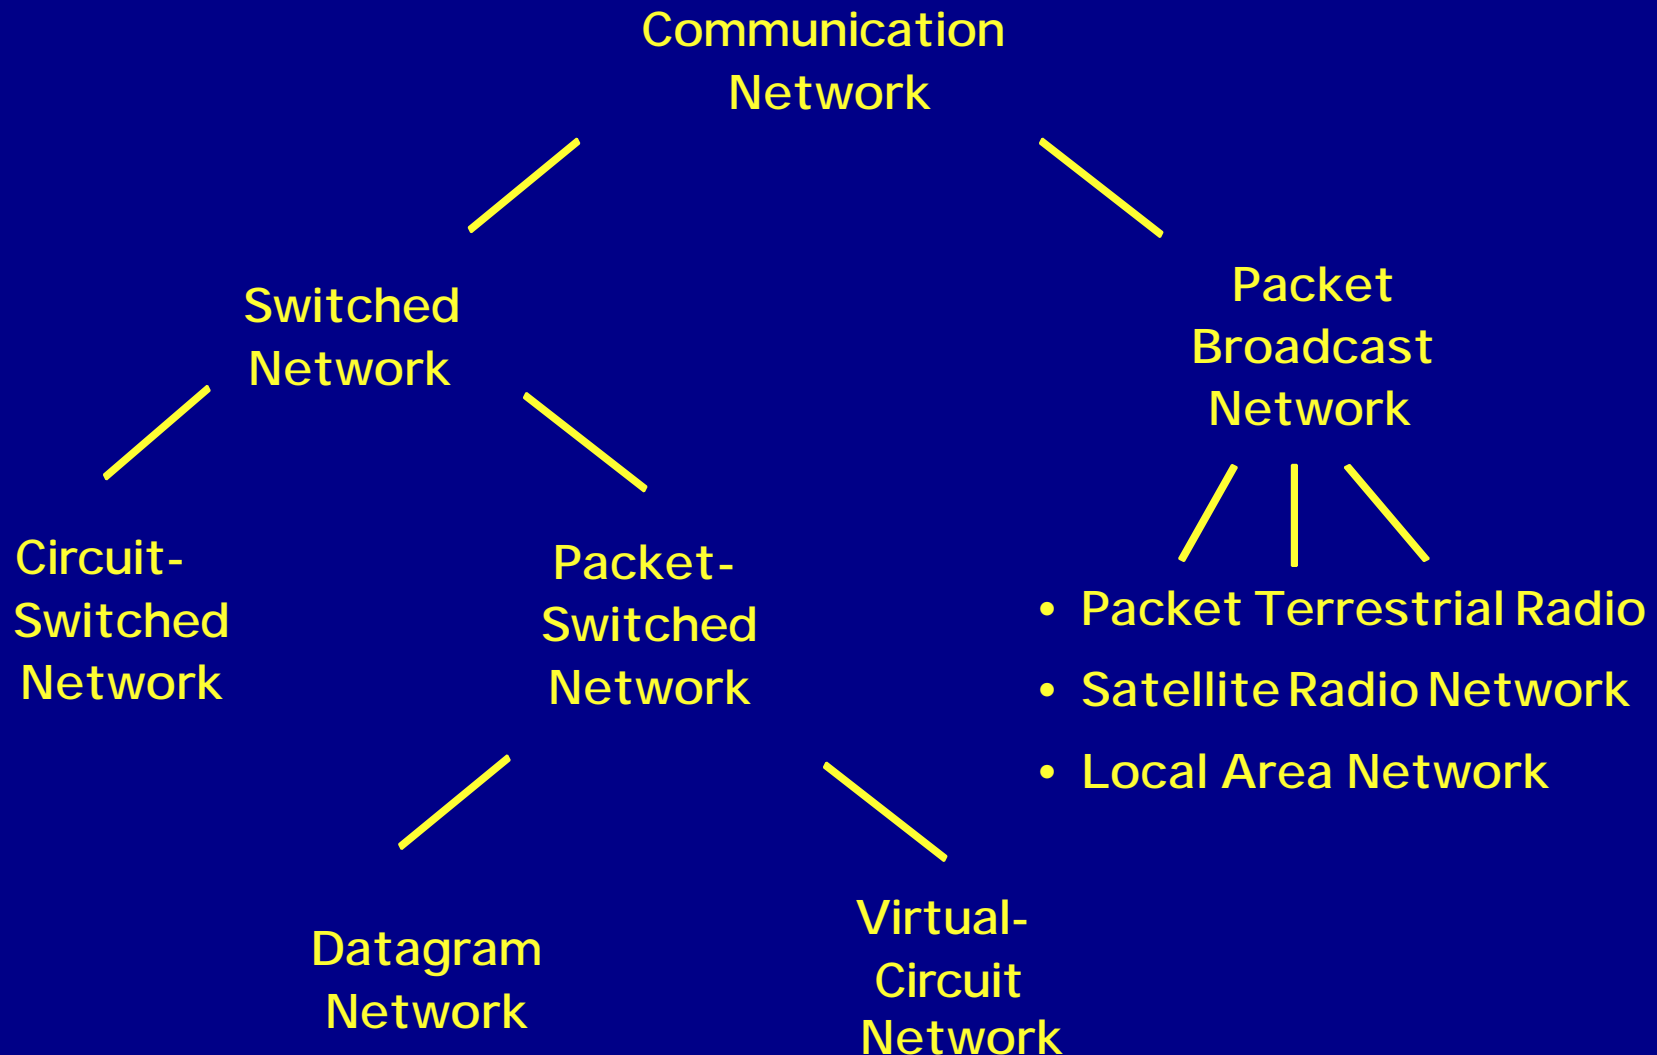 Communication
Network
Switched
Network
Packet
Broadcast
Network
Circuit-
Switched
Network
Packet-
Switched
Network
• Packet Terrestrial Radio
• Satellite Radio Network
• Local Area Network
Datagram
Network
Virtual-
Circuit
Network